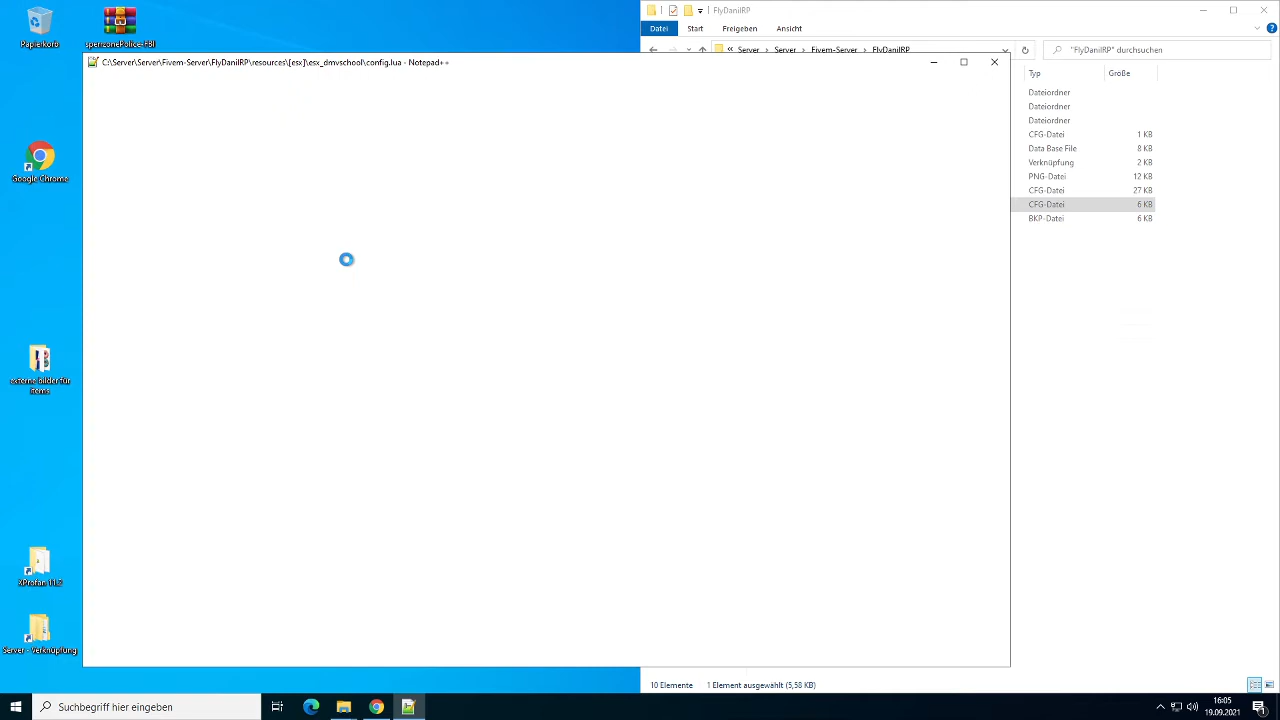 FlyDanilRP
Datei
Start
Freigeben
Ansicht
« Server > Server > Fivem-Server > FlyDanilRP
"FlyDanilRP" durchsuchen
Typ
Größe
Dateiordner
Dateiordner
Dateiordner
CFG-Datei
1 KB
Data Base File
8 KB
Verknüpfung
2 KB
PNG-Datei
12 KB
CFG-Datei
27 KB
CFG-Datei
6 KB
BKP-Datei
6 KB
10 Elemente
1 Element ausgewählt (5,58 KB)
C:\Server\Server\Fivem-Server\FlyDanilRP\resources\[esx]\esx_dmvschool\config.lua - Notepad++
Papierkorb
sperrzonePolice-FBI
Google Chrome
externe bilder für
items
XProfan 11.2
Server - Verknüpfung
Suchbegriff hier eingeben
16:05
19.09.2021